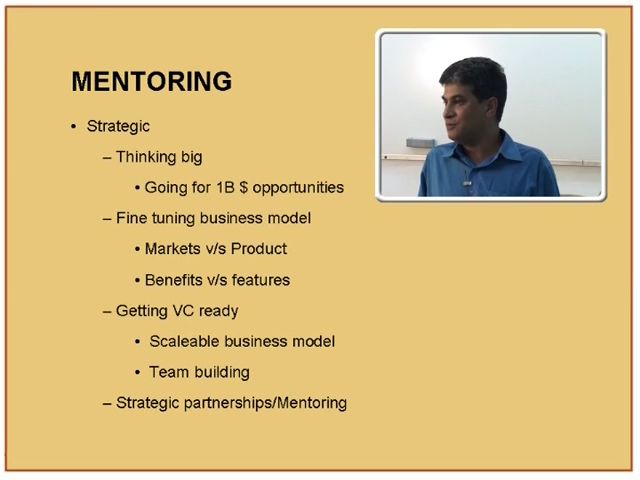 MENTORING
• Strategic
– Thinking big
• Going for 1B $ opportunities
– Fine tuning business model
• Markets v/s Product
• Benefits v/s features
– Getting VC ready
• Scaleable business model
• Team building
– Strategic partnerships/Mentoring